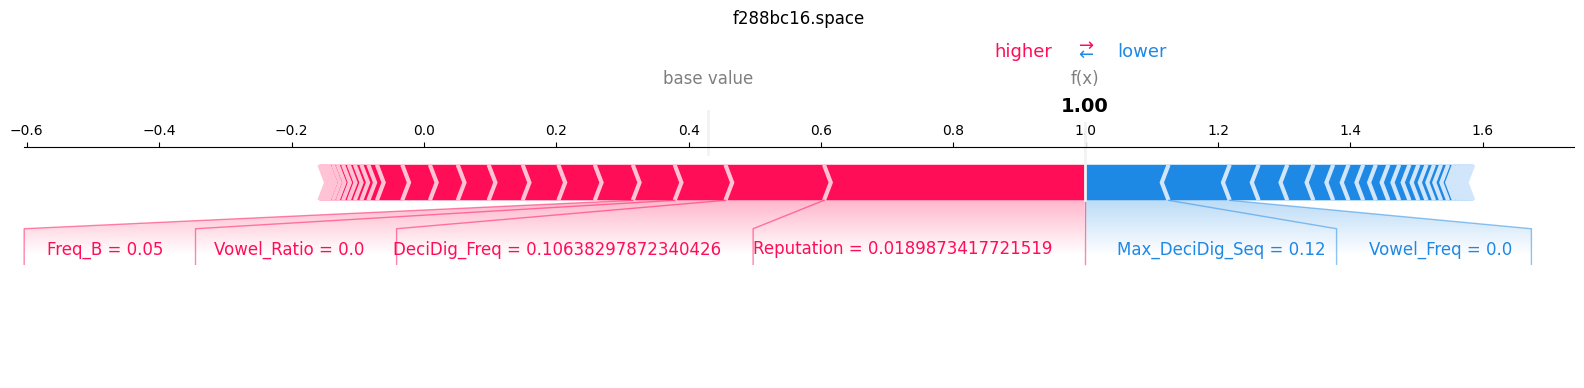 f288bc16.space
higher ⇄ lower
base value f(x)
1.00
−0.6 −0.4 −0.2 0.0 0.2 0.4 0.6 0.8 1.0 1.2 1.4 1.6
Freq_B = 0.05 Vowel_Ratio = 0.0 DeciDig_Freq = 0.10638297872340426 Reputation = 0.0189873417721519 Max_DeciDig_Seq = 0.12 Vowel_Freq = 0.0